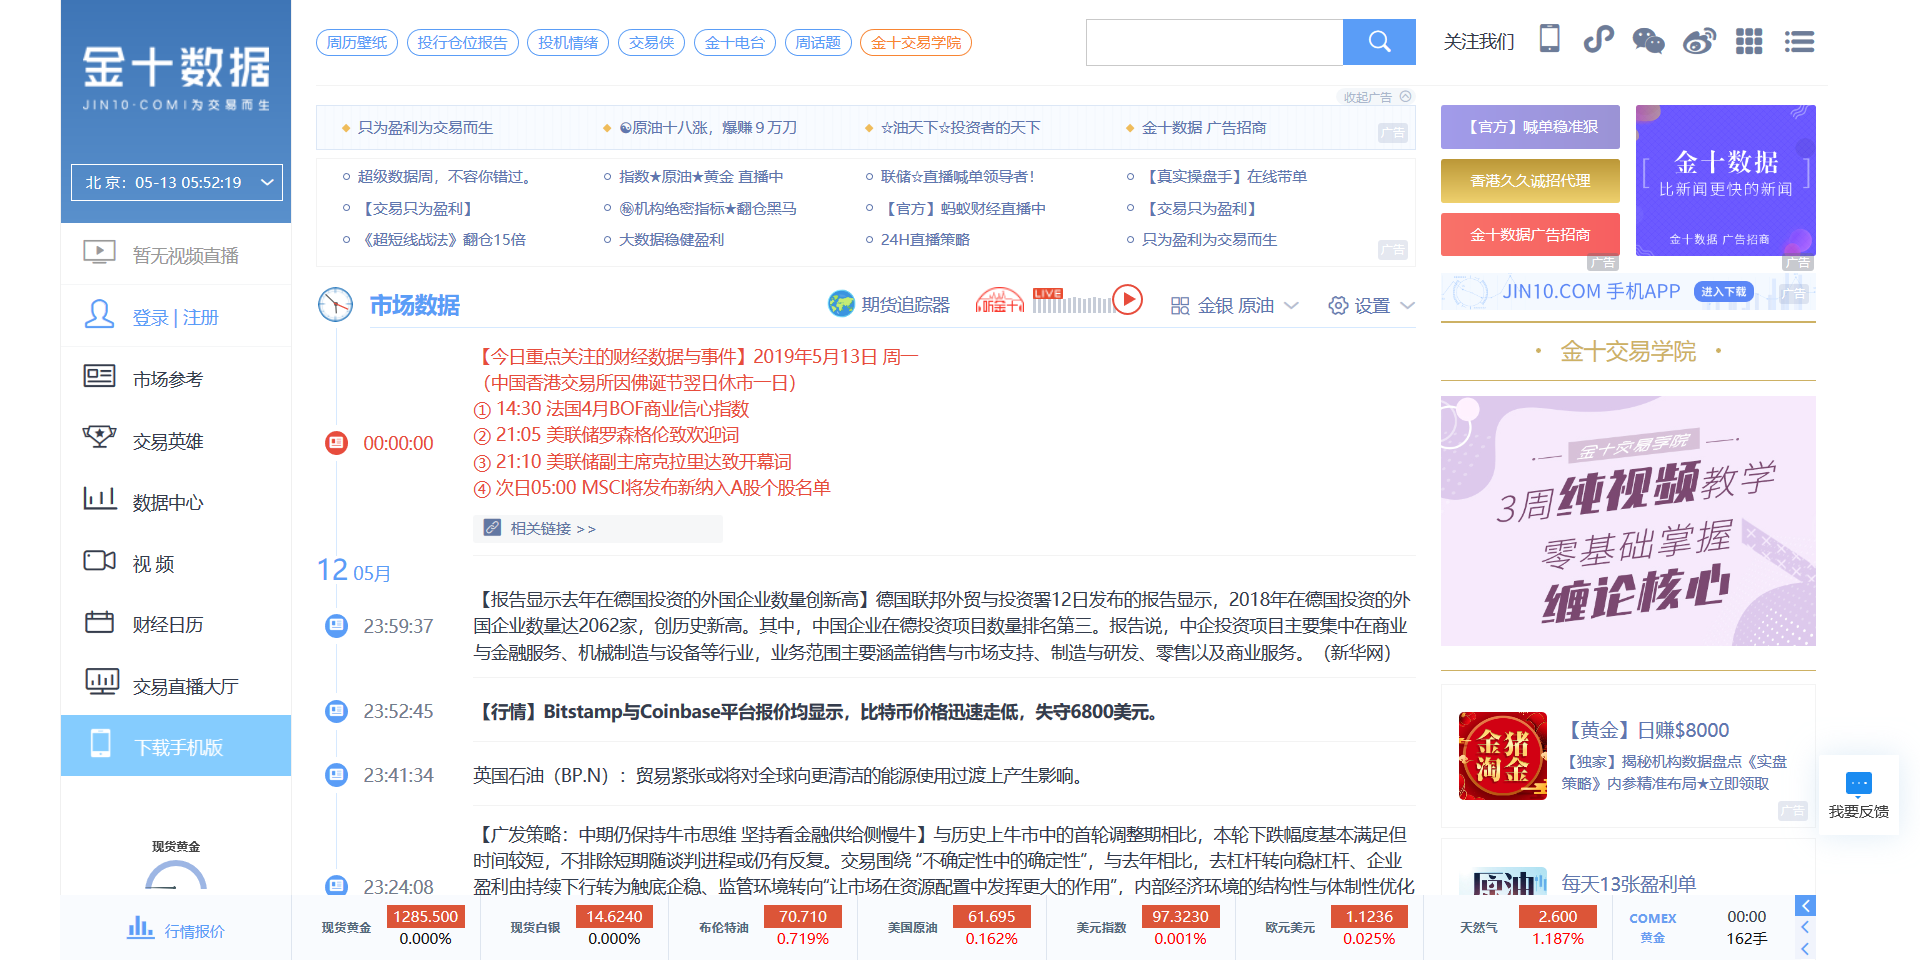 金十数据
JIN10·COM | 为交易而生
北京：05-13 05:52:19
暂无视频直播
登录 | 注册
市场参考
交易英雄
数据中心
视 频
财经日历
交易直播大厅
下载手机版
现货黄金
周历壁纸
投行仓位报告
投机情绪
交易侠
金十电台
周话题
金十交易学院
关注我们
收起广告
只为盈利为交易而生
☯原油十八涨，爆赚９万刀
☆油天下☆投资者的天下
金十数据 广告招商
广告
超级数据周，不容你错过。
指数★原油★黄金 直播中
联储☆直播喊单领导者！
【真实操盘手】在线带单
【交易只为盈利】
㊙机构绝密指标★翻仓黑马
【官方】蚂蚁财经直播中
【交易只为盈利】
《超短线战法》翻仓15倍
大数据稳健盈利
24H直播策略
只为盈利为交易而生
广告
市场数据
期货追踪器
听金十
LIVE
金银 原油
设置
【今日重点关注的财经数据与事件】2019年5月13日 周一
（中国香港交易所因佛诞节翌日休市一日）
① 14:30 法国4月BOF商业信心指数
② 21:05 美联储罗森格伦致欢迎词
00:00:00
③ 21:10 美联储副主席克拉里达致开幕词
④ 次日05:00 MSCI将发布新纳入A股个股名单
相关链接 >>
12 05月
【报告显示去年在德国投资的外国企业数量创新高】德国联邦外贸与投资署12日发布的报告显示，2018年在德国投资的外
23:59:37
国企业数量达2062家，创历史新高。其中，中国企业在德投资项目数量排名第三。报告说，中企投资项目主要集中在商业
与金融服务、机械制造与设备等行业，业务范围主要涵盖销售与市场支持、制造与研发、零售以及商业服务。（新华网）
23:52:45
【行情】Bitstamp与Coinbase平台报价均显示，比特币价格迅速走低，失守6800美元。
23:41:34
英国石油（BP.N）：贸易紧张或将对全球向更清洁的能源使用过渡上产生影响。
【广发策略：中期仍保持牛市思维 坚持看金融供给侧慢牛】与历史上牛市中的首轮调整期相比，本轮下跌幅度基本满足但
时间较短，不排除短期随谈判进程或仍有反复。交易围绕 “不确定性中的确定性”，与去年相比，去杠杆转向稳杠杆、企业
23:24:08
盈利由持续下行转为触底企稳、监管环境转向“让市场在资源配置中发挥更大的作用”，内部经济环境的结构性与体制性优化
【官方】喊单稳准狠
香港久久诚招代理
金十数据广告招商
广告
金十数据
比新闻更快的新闻
金十数据 广告招商
广告
JIN10.COM 手机APP
进入下载
广告
· 金十交易学院 ·
金十交易学院
3周纯视频教学
零基础掌握
缠论核心
金猪
淘金
【黄金】日赚$8000
【独家】揭秘机构数据盘点《实盘
策略》内参精准布局★立即领取
广告
我要反馈
原油
每天13张盈利单
行情报价
现货黄金 1285.500 0.000%
现货白银 14.6240 0.000%
布伦特油 70.710 0.719%
美国原油 61.695 0.162%
美元指数 97.3230 0.001%
欧元美元 1.1236 0.025%
天然气 2.600 1.187%
COMEX 00:00
黄金 162手